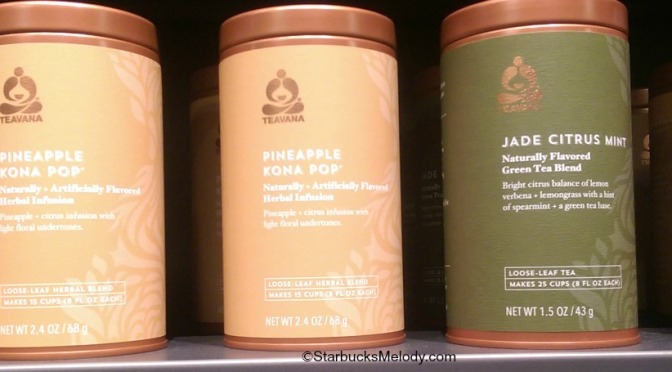 TEAVANA
PINEAPPLE
KONA POP
Naturally + Artificially Flavored
Herbal Infusion
Pineapple + citrus infusion with
light floral undertones.
LOOSE-LEAF HERBAL BLEND
MAKES 15 CUPS (8 FL OZ EACH)
NET WT 2.4 OZ / 68 g
TEAVANA
PINEAPPLE
KONA POP
Naturally + Artificially Flavored
Herbal Infusion
Pineapple + citrus infusion with
light floral undertones.
LOOSE-LEAF HERBAL BLEND
MAKES 15 CUPS (8 FL OZ EACH)
NET WT 2.4 OZ / 68 g
TEAVANA
JADE CITRUS MINT
Naturally Flavored
Green Tea Blend
Bright citrus balance of lemon
verbena + lemongrass with a hint
of spearmint + a green tea base.
LOOSE-LEAF TEA
MAKES 25 CUPS (8 FL OZ EACH)
NET WT 1.5 OZ / 43 g
©StarbucksMelody.com